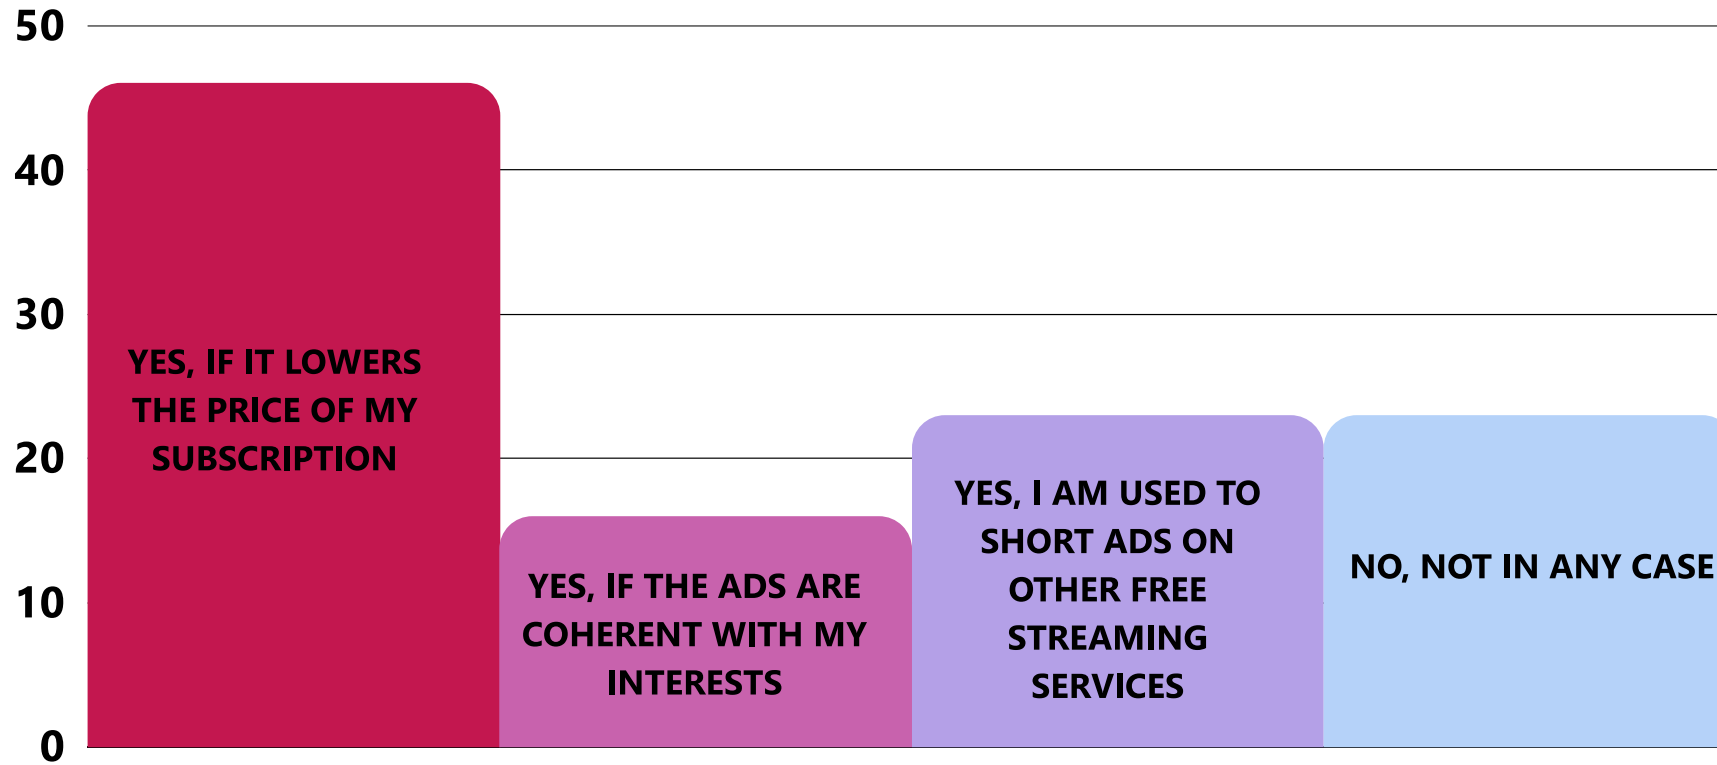 50
40
30
20
10
0
YES, IF IT LOWERS
THE PRICE OF MY
SUBSCRIPTION
YES, IF THE ADS ARE
COHERENT WITH MY
INTERESTS
YES, I AM USED TO
SHORT ADS ON
OTHER FREE
STREAMING
SERVICES
NO, NOT IN ANY CASE